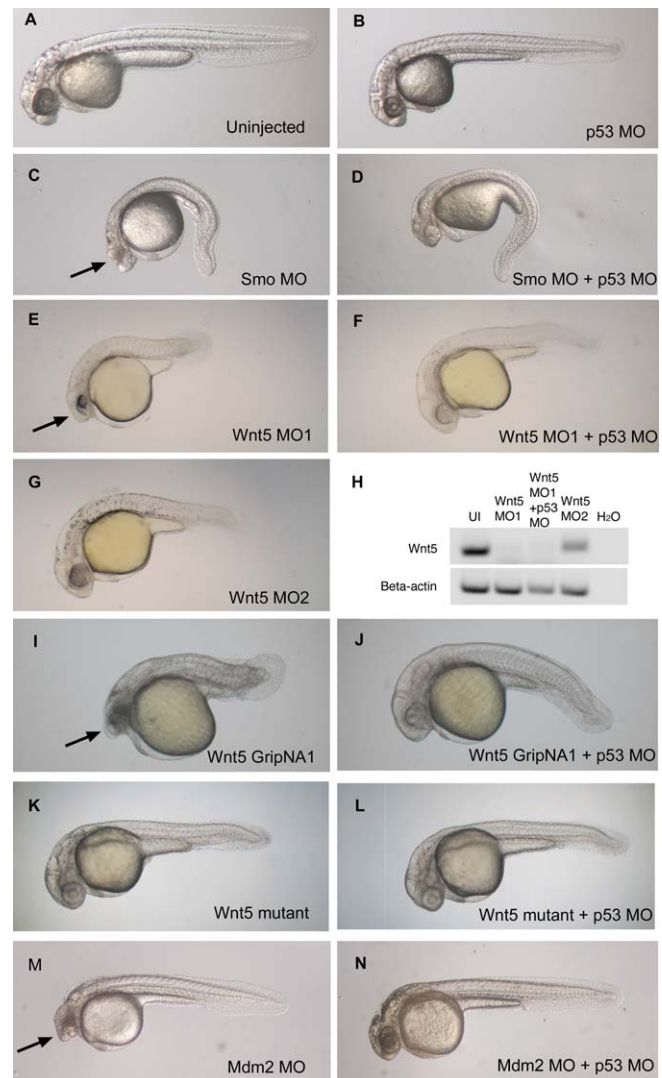 A
Uninjected
B
p53 MO
C
Smo MO
D
Smo MO + p53 MO
E
Wnt5 MO1
F
Wnt5 MO1 + p53 MO
G
Wnt5 MO2
H
UI
Wnt5
MO1
Wnt5
MO1
+p53
MO
Wnt5
MO2
H2O
Wnt5
Beta-actin
I
Wnt5 GripNA1
J
Wnt5 GripNA1 + p53 MO
K
Wnt5 mutant
L
Wnt5 mutant + p53 MO
M
Mdm2 MO
N
Mdm2 MO + p53 MO